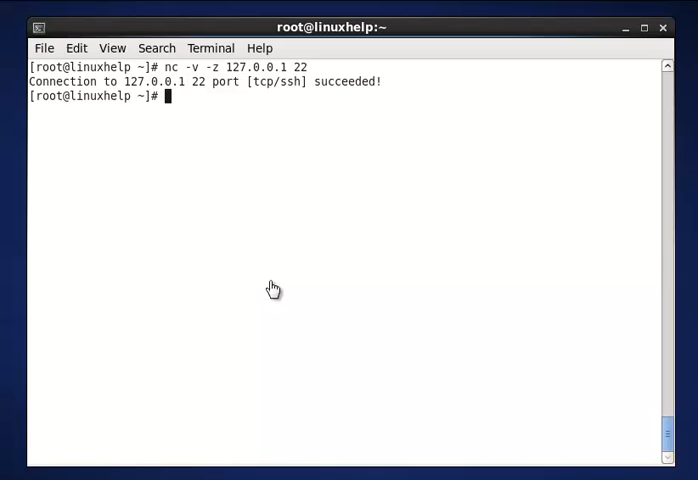 root@linuxhelp:~
File Edit View Search Terminal Help
[root@linuxhelp ~]# nc -v -z 127.0.0.1 22
Connection to 127.0.0.1 22 port [tcp/ssh] succeeded!
[root@linuxhelp ~]#